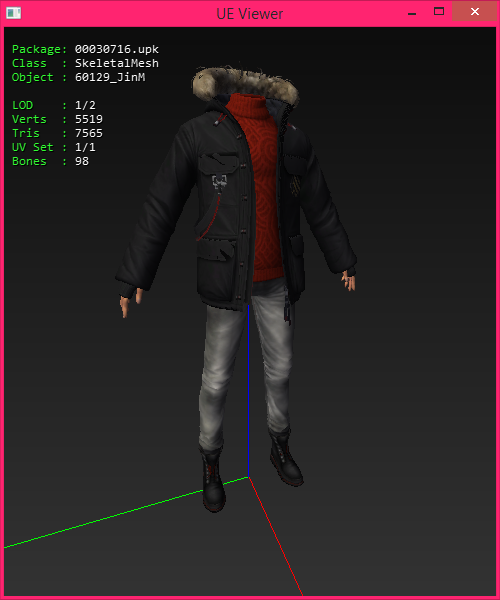 UE Viewer
Package: 00030716.upk
Class : SkeletalMesh
Object : 60129_JinM
LOD : 1/2
Verts : 5519
Tris : 7565
UV Set : 1/1
Bones : 98